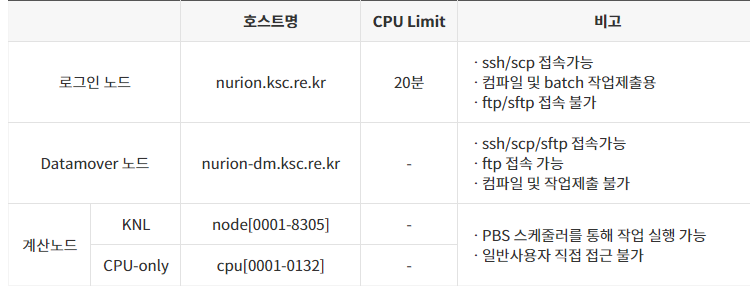 호스트명 CPU Limit 비고
로그인 노드 nurion.ksc.re.kr 20분
· ssh/scp 접속가능
· 컴파일 및 batch 작업제출용
· ftp/sftp 접속 불가
Datamover 노드 nurion-dm.ksc.re.kr -
· ssh/scp/sftp 접속가능
· ftp 접속 가능
· 컴파일 및 작업제출 불가
계산노드
KNL node[0001-8305] -
CPU-only cpu[0001-0132] -
· PBS 스케줄러를 통해 작업 실행 가능
· 일반사용자 직접 접근 불가